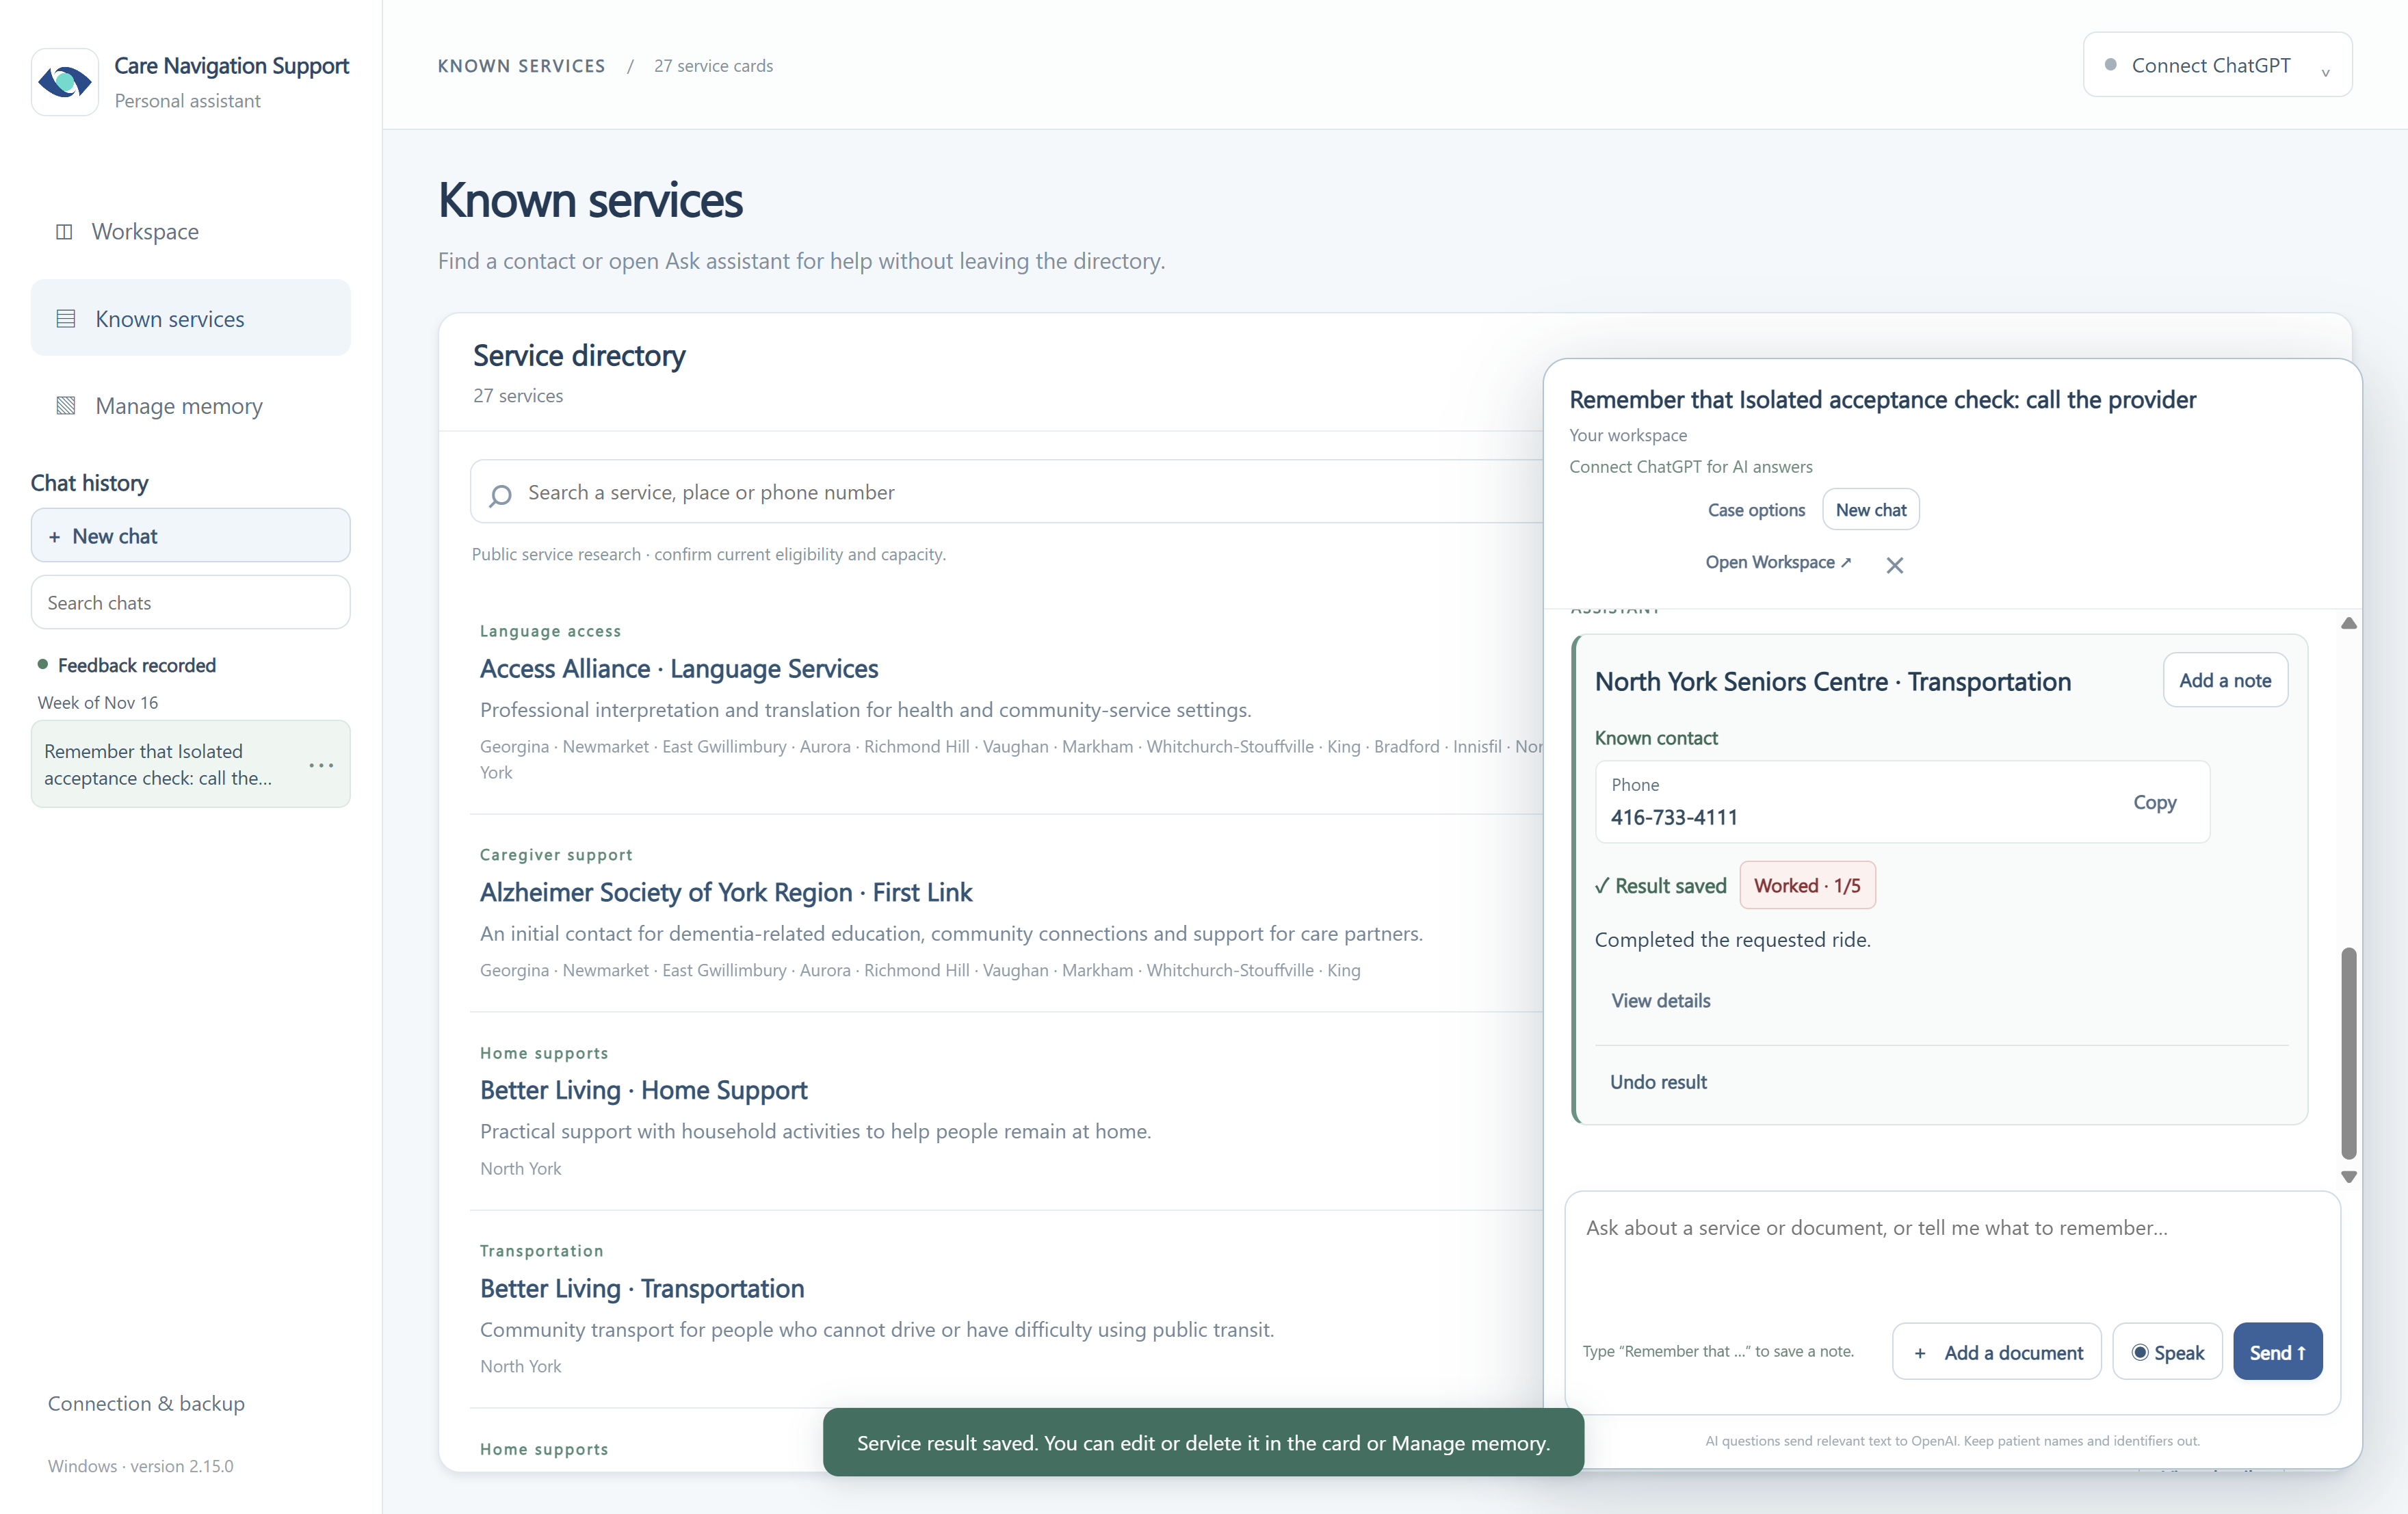 Care Navigation Support
Personal assistant
Workspace
Known services
Manage memory
Chat history
+ New chat
Search chats
Feedback recorded
Week of Nov 16
Remember that Isolated
acceptance check: call the...
Connection & backup
Windows · version 2.15.0
KNOWN SERVICES / 27 service cards
Connect ChatGPT
Known services
Find a contact or open Ask assistant for help without leaving the directory.
Service directory
27 services
Search a service, place or phone number
Public service research · confirm current eligibility and capacity.
Language access
Access Alliance · Language Services
Professional interpretation and translation for health and community-service settings.
Georgina · Newmarket · East Gwillimbury · Aurora · Richmond Hill · Vaughan · Markham · Whitchurch-Stouffville · King · Bradford · Innisfil · Nor
York
Caregiver support
Alzheimer Society of York Region · First Link
An initial contact for dementia-related education, community connections and support for care partners.
Georgina · Newmarket · East Gwillimbury · Aurora · Richmond Hill · Vaughan · Markham · Whitchurch-Stouffville · King
Home supports
Better Living · Home Support
Practical support with household activities to help people remain at home.
North York
Transportation
Better Living · Transportation
Community transport for people who cannot drive or have difficulty using public transit.
North York
Home supports
Remember that Isolated acceptance check: call the provider
Your workspace
Connect ChatGPT for AI answers
Case options New chat
Open Workspace ↗ ×
ASSISTANT
North York Seniors Centre · Transportation
Add a note
Known contact
Phone
416-733-4111
Copy
✓ Result saved Worked · 1/5
Completed the requested ride.
View details
Undo result
Ask about a service or document, or tell me what to remember...
Type “Remember that ...” to save a note.
+ Add a document
Speak
Send ↑
AI questions send relevant text to OpenAI. Keep patient names and identifiers out.
Service result saved. You can edit or delete it in the card or Manage memory.